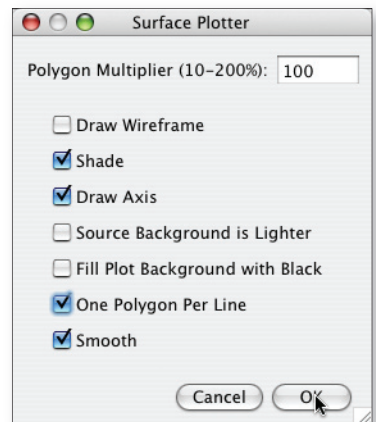 Surface Plotter
Polygon Multiplier (10–200%): 100
Draw Wireframe
Shade
Draw Axis
Source Background is Lighter
Fill Plot Background with Black
One Polygon Per Line
Smooth
Cancel OK